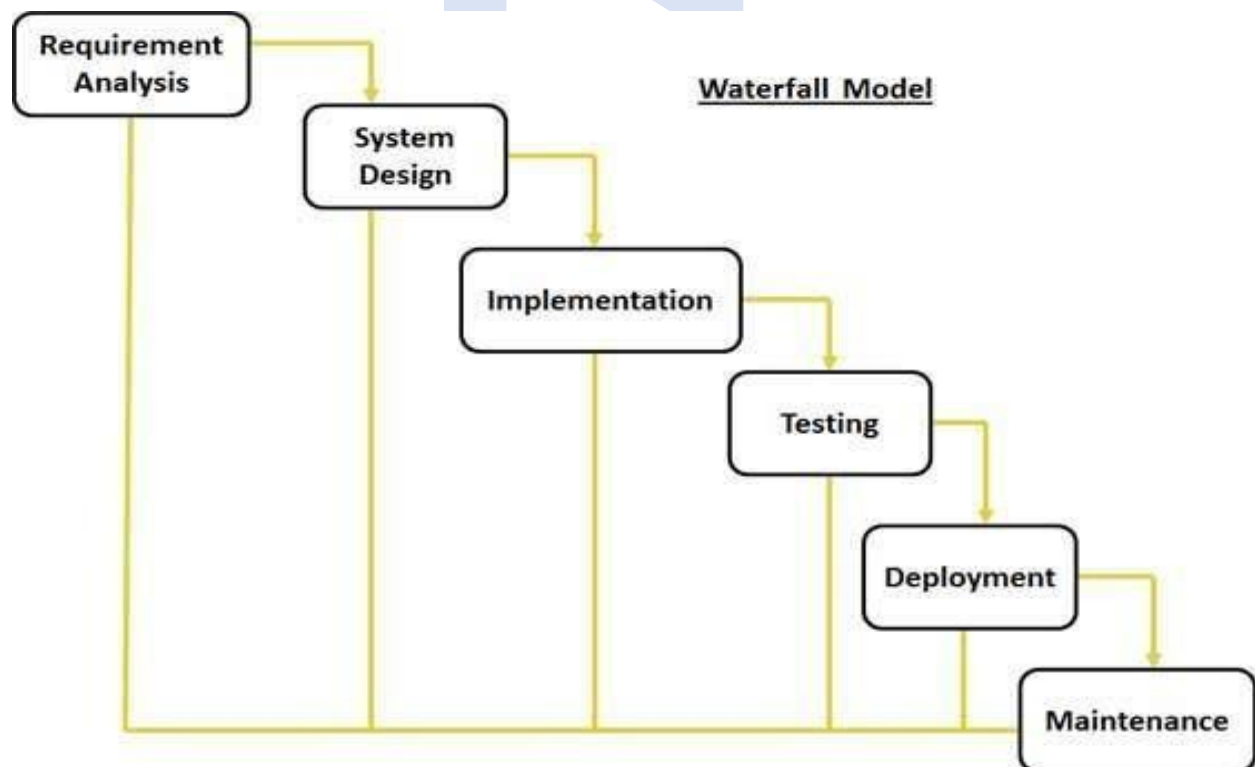 Requirement
Analysis
Waterfall Model
System
Design
Implementation
Testing
Deployment
Maintenance